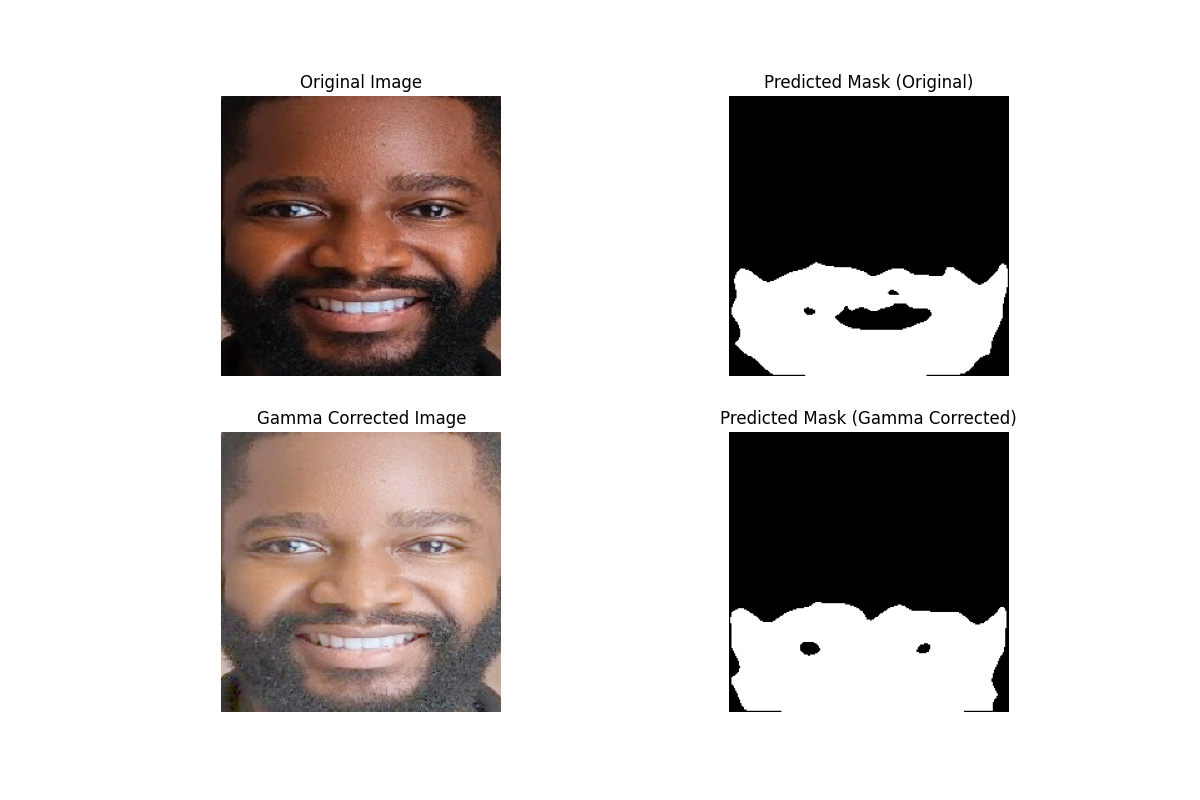 Original Image
Predicted Mask (Original)
Gamma Corrected Image
Predicted Mask (Gamma Corrected)